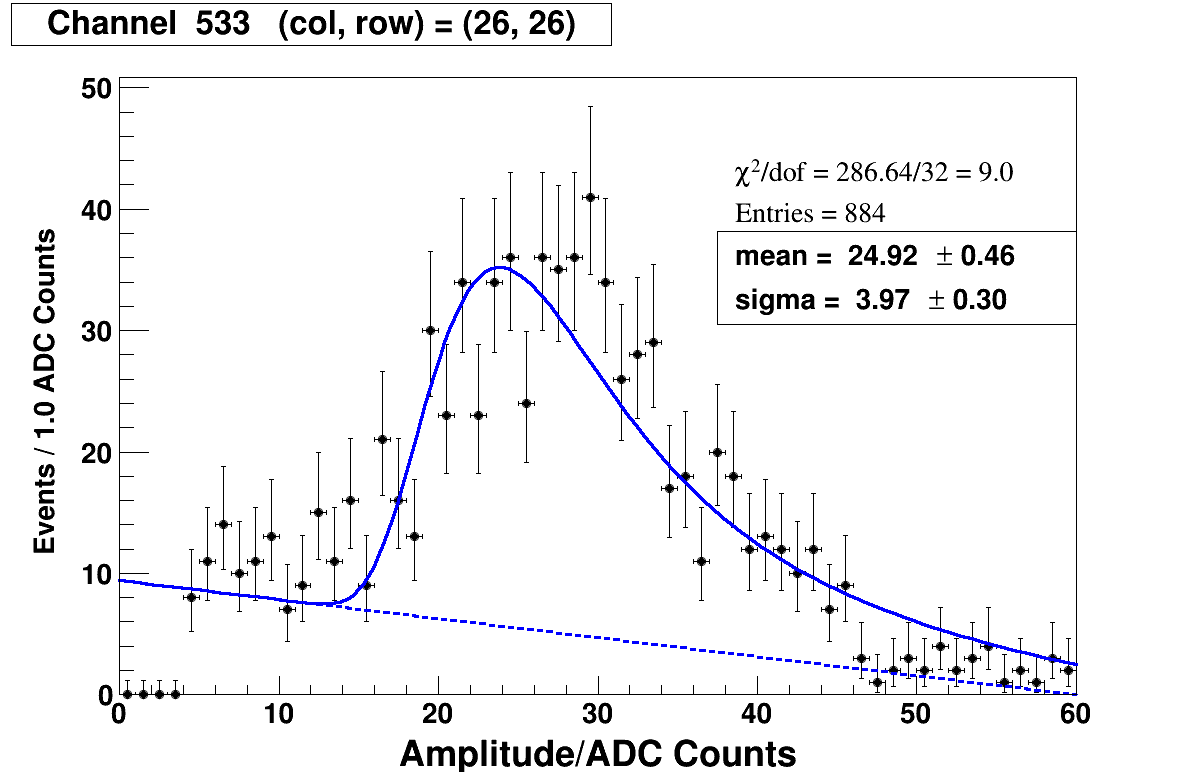 Channel 533 (col, row) = (26, 26)
50
40
30
20
10
0
Events / 1.0 ADC Counts
χ²/dof = 286.64/32 = 9.0
Entries = 884
mean = 24.92 ± 0.46
sigma = 3.97 ± 0.30
0 10 20 30 40 50 60
Amplitude/ADC Counts